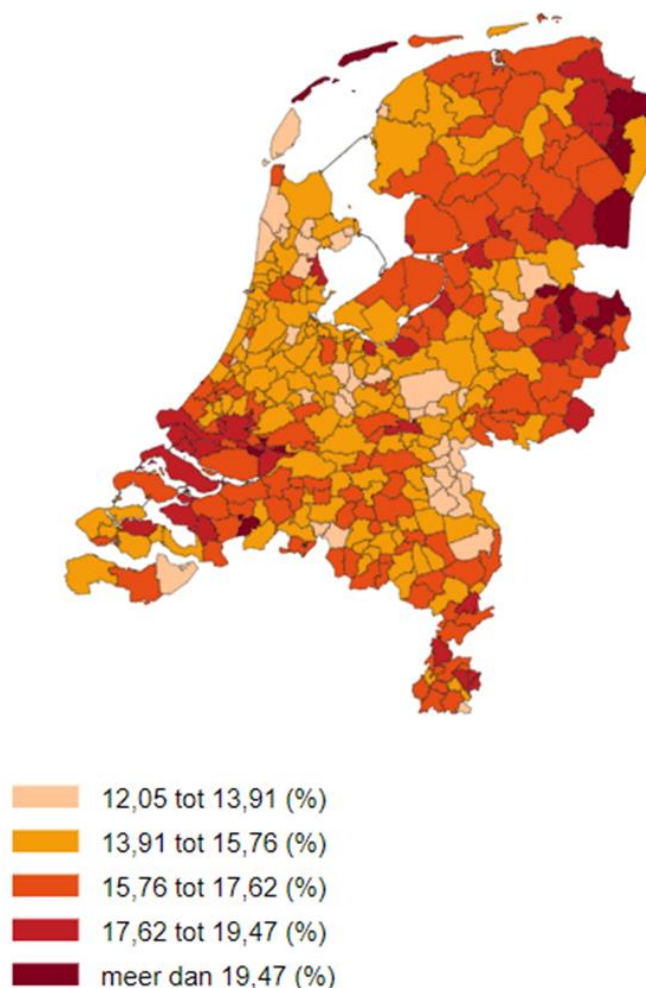 12,05 tot 13,91 (%)
13,91 tot 15,76 (%)
15,76 tot 17,62 (%)
17,62 tot 19,47 (%)
meer dan 19,47 (%)